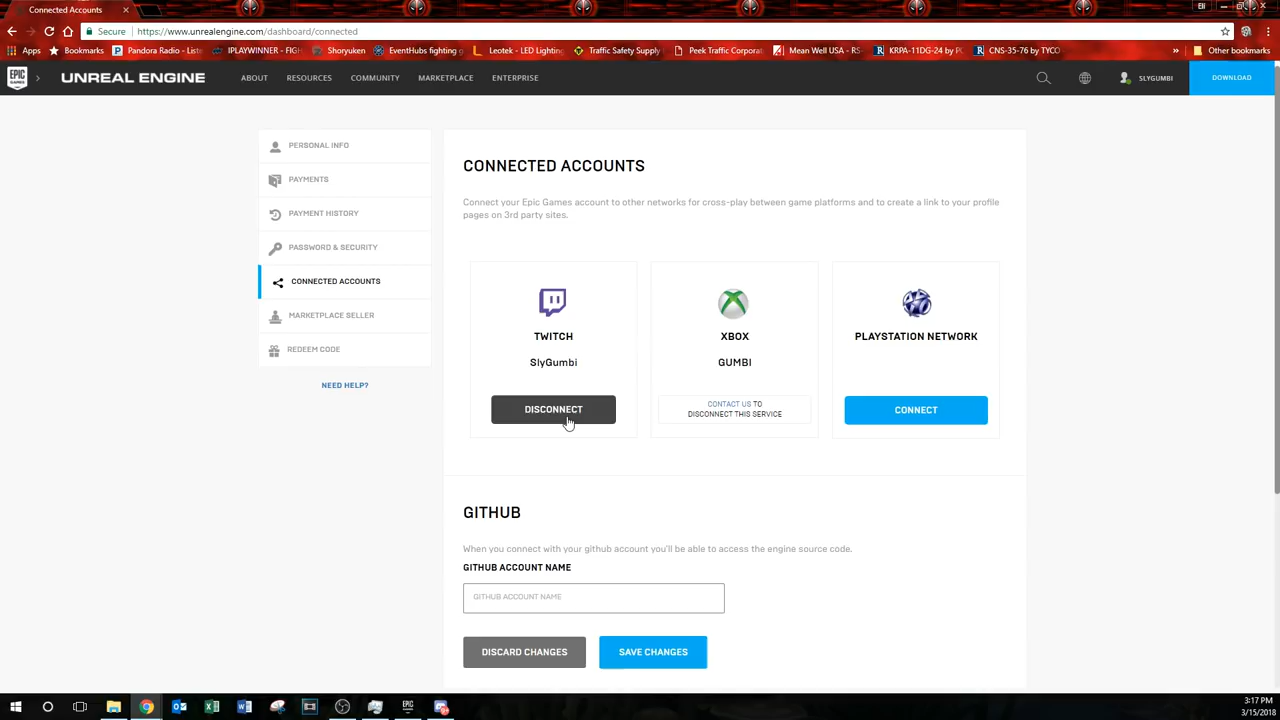 Connected Accounts
Eli
Secure
https://www.unrealengine.com/dashboard/connected
Apps
Bookmarks
Pandora Radio - Liste
IPLAYWINNER - FIGH
Shoryuken
EventHubs fighting g
Leotek - LED Lighting
Traffic Safety Supply
Peek Traffic Corporat
Mean Well USA - RS-
KRPA-11DG-24 by P
CNS-35-76 by TYCO
»
Other bookmarks
EPIC GAMES
UNREAL ENGINE
ABOUT
RESOURCES
COMMUNITY
MARKETPLACE
ENTERPRISE
SLYGUMBI
DOWNLOAD
PERSONAL INFO
PAYMENTS
PAYMENT HISTORY
PASSWORD & SECURITY
CONNECTED ACCOUNTS
MARKETPLACE SELLER
REDEEM CODE
NEED HELP?
CONNECTED ACCOUNTS
Connect your Epic Games account to other networks for cross-play between game platforms and to create a link to your profile
pages on 3rd party sites.
TWITCH
SlyGumbi
DISCONNECT
XBOX
GUMBI
CONTACT US TO
DISCONNECT THIS SERVICE
PLAYSTATION NETWORK
CONNECT
GITHUB
When you connect with your github account you'll be able to access the engine source code.
GITHUB ACCOUNT NAME
GITHUB ACCOUNT NAME
DISCARD CHANGES
SAVE CHANGES
3:17 PM
3/15/2018